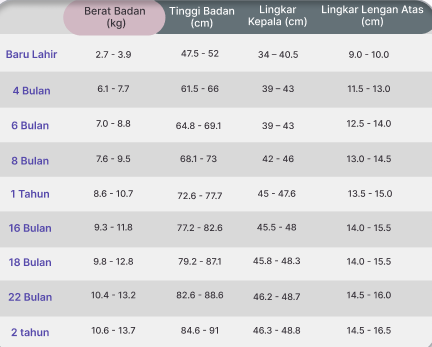 Berat Badan (kg) Tinggi Badan (cm) Lingkar Kepala (cm) Lingkar Lengan Atas (cm)
Baru Lahir 2.7 - 3.9 47.5 - 52 34 – 40.5 9.0 - 10.0
4 Bulan 6.1 - 7.7 61.5 - 66 39 – 43 11.5 - 13.0
6 Bulan 7.0 - 8.8 64.8 - 69.1 39 – 43 12.5 - 14.0
8 Bulan 7.6 - 9.5 68.1 - 73 42 - 46 13.0 - 14.5
1 Tahun 8.6 - 10.7 72.6 - 77.7 45 - 47.6 13.5 - 15.0
16 Bulan 9.3 - 11.8 77.2 - 82.6 45.5 - 48 14.0 - 15.5
18 Bulan 9.8 - 12.8 79.2 - 87.1 45.8 - 48.3 14.0 - 15.5
22 Bulan 10.4 - 13.2 82.6 - 88.6 46.2 - 48.7 14.5 - 16.0
2 tahun 10.6 - 13.7 84.6 - 91 46.3 - 48.8 14.5 - 16.5